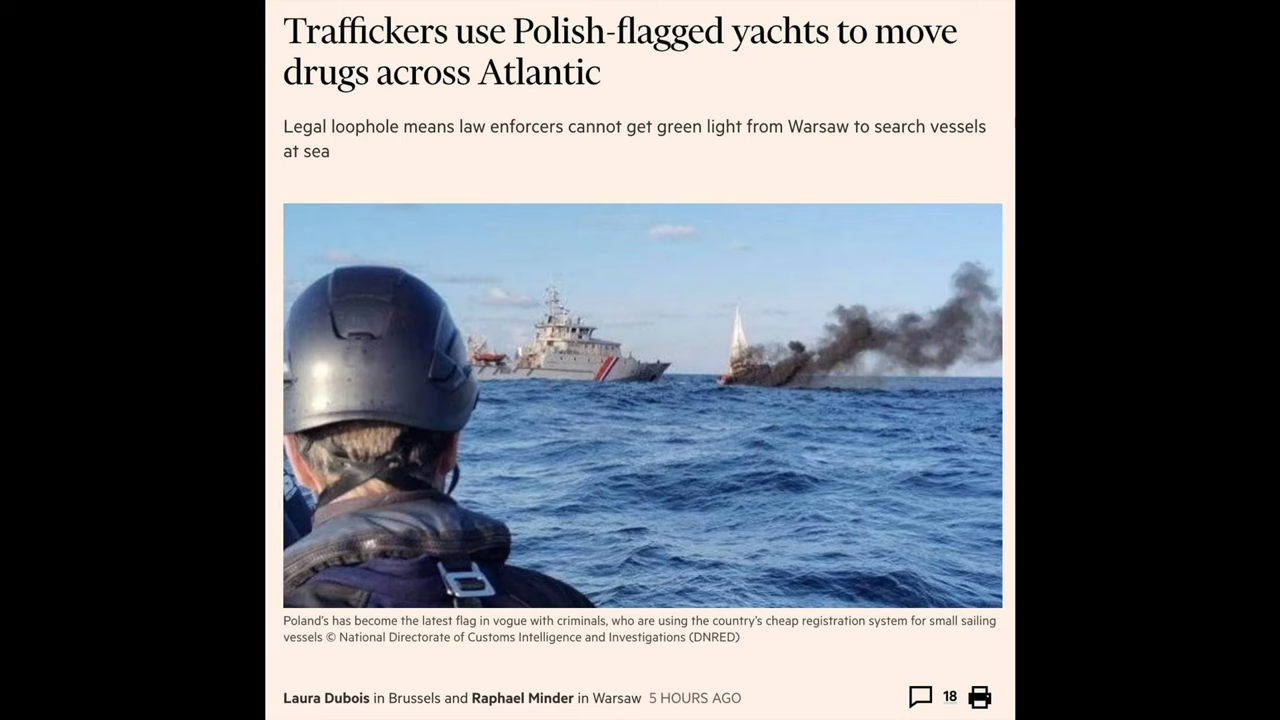 Traffickers use Polish-flagged yachts to move
drugs across Atlantic
Legal loophole means law enforcers cannot get green light from Warsaw to search vessels
at sea
Poland's has become the latest flag in vogue with criminals, who are using the country's cheap registration system for small sailing
vessels © National Directorate of Customs Intelligence and Investigations (DNRED)
Laura Dubois in Brussels and Raphael Minder in Warsaw 5 HOURS AGO
18